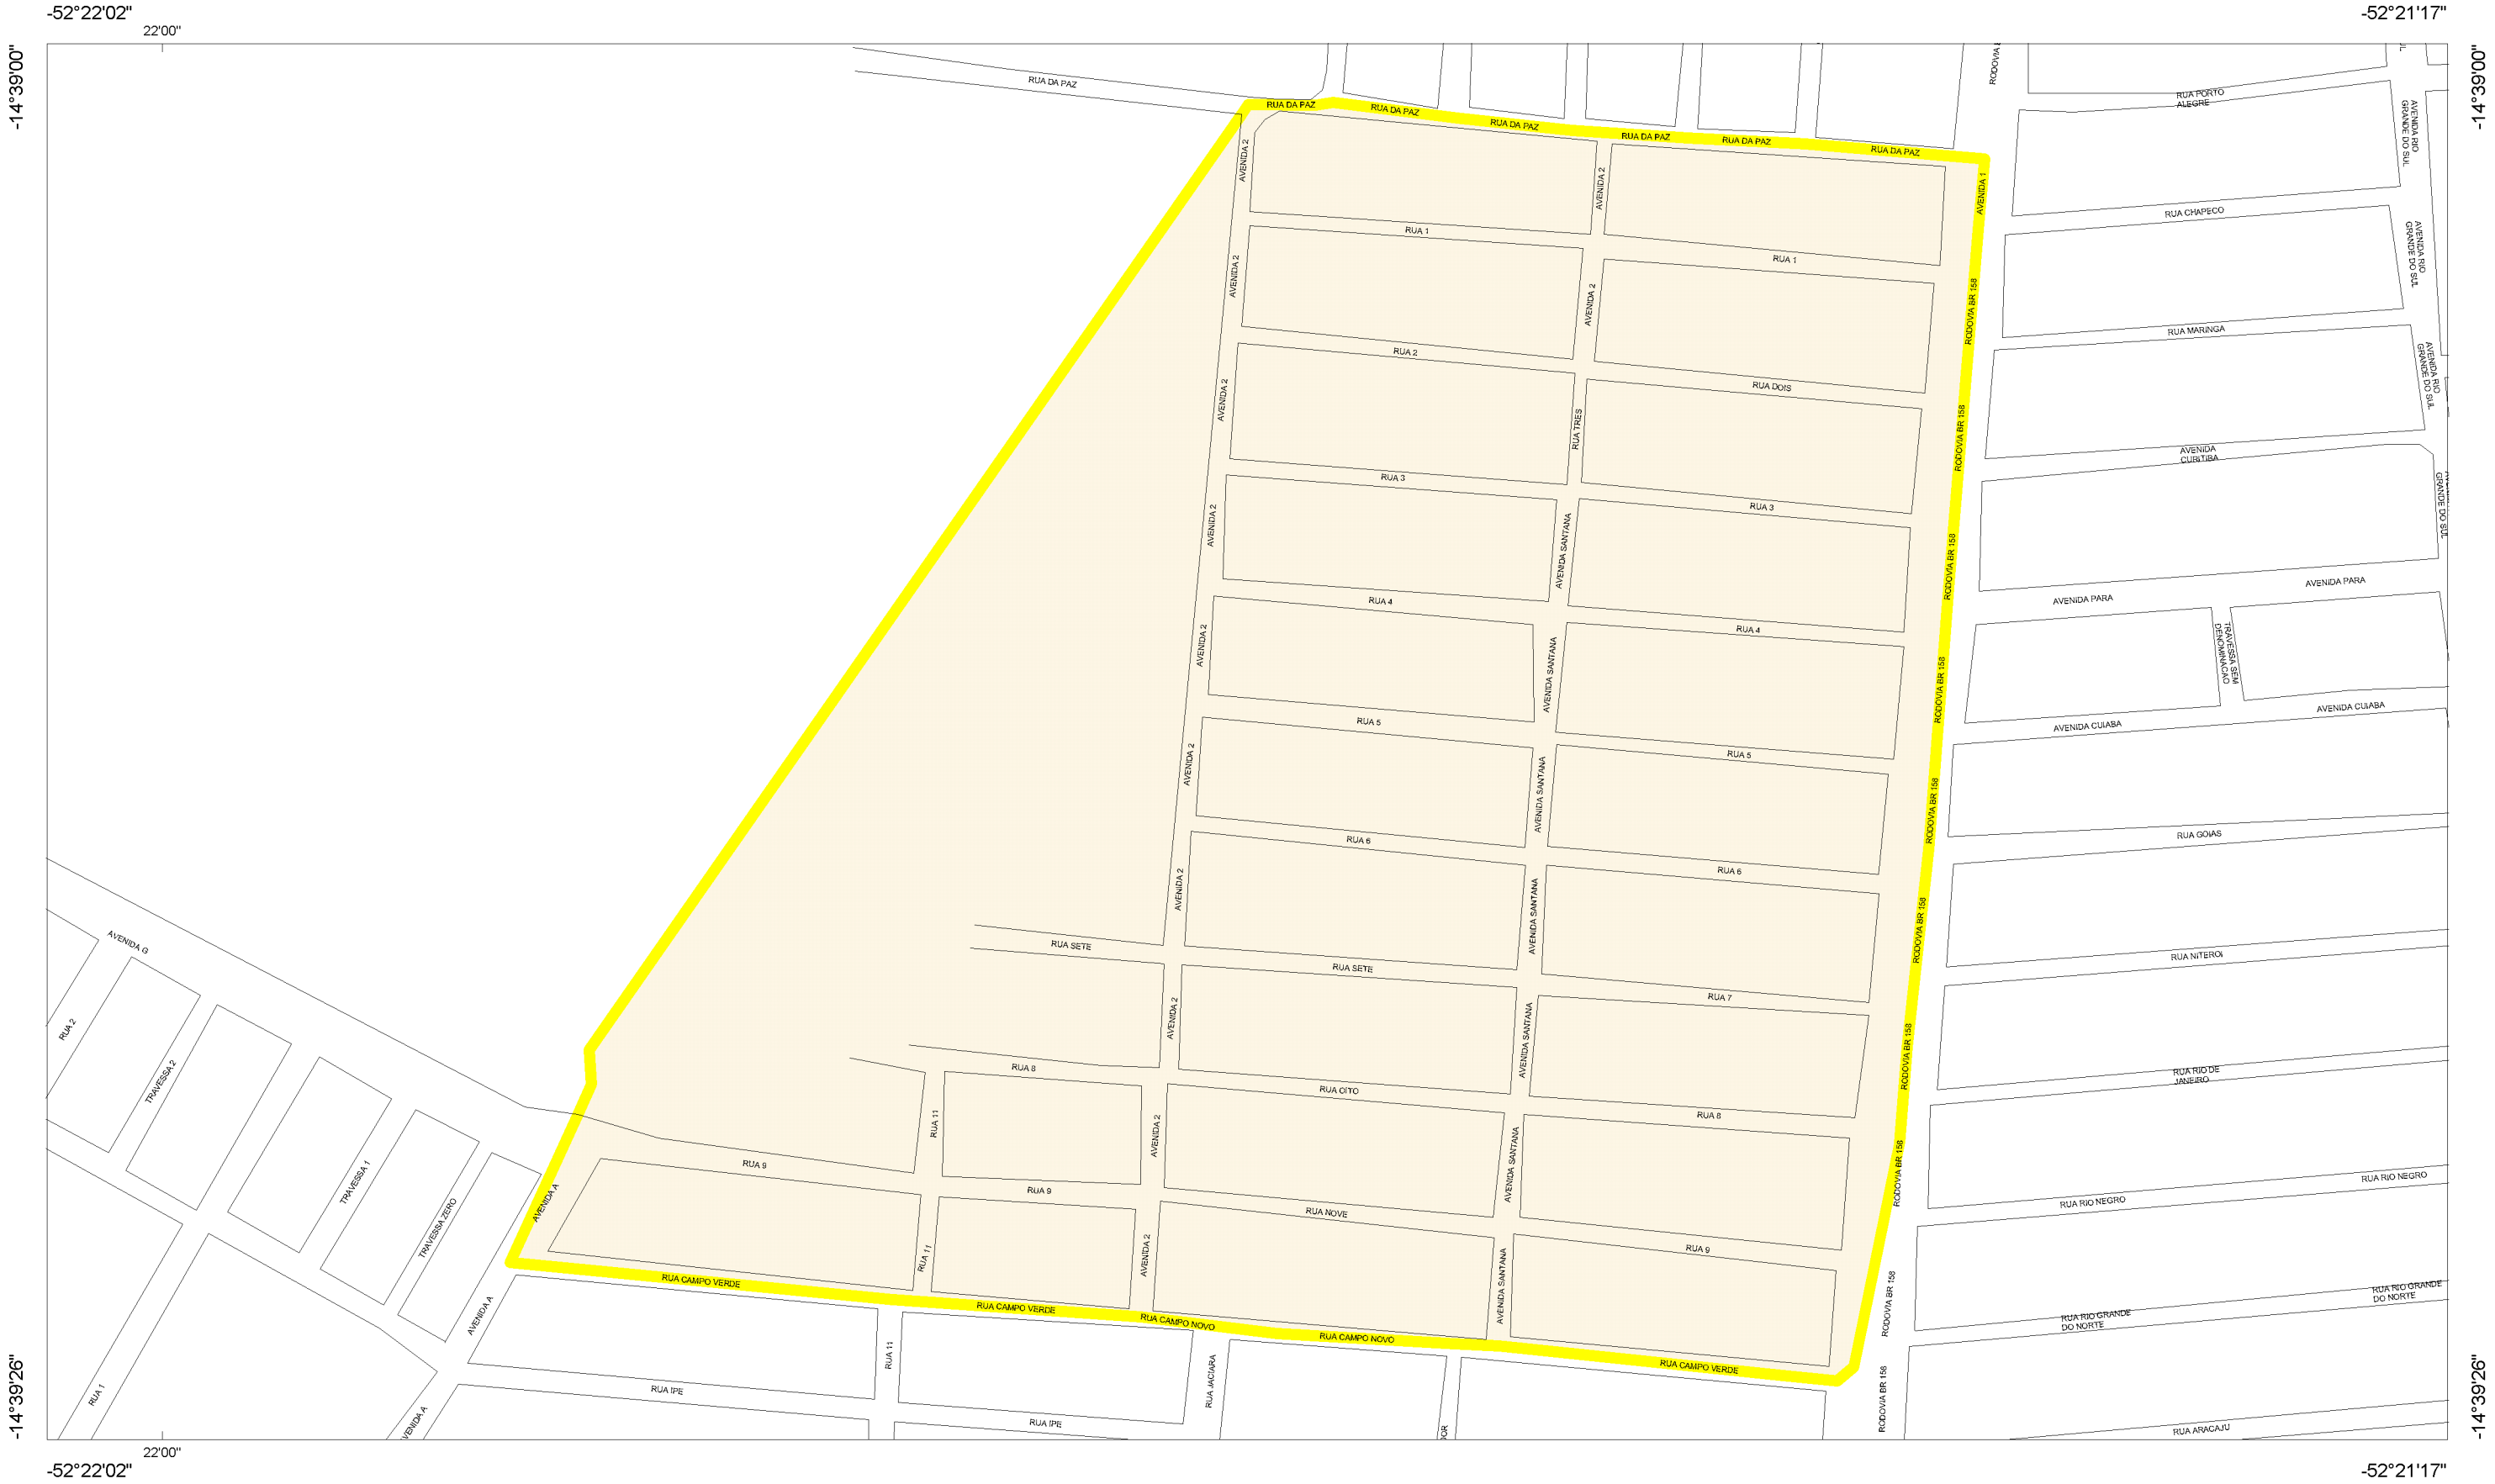 -52°22'02"
-52°21'17"
22'00"
-14°39'00"
-14°39'00"
RUA DA PAZ
RUA DA PAZ
RUA DA PAZ
RUA DA PAZ
RUA DA PAZ
RUA DA PAZ
RUA DA PAZ
RUA PORTO
ALEGRE
AVENIDA RIO
GRANDE DO SUL
AVENIDA 2
AVENIDA 2
AVENIDA 1
RUA CHAPECO
RUA 1
RUA 1
AVENIDA RIO
GRANDE DO SUL
AVENIDA 2
AVENIDA 2
RODOVIA BR 158
RUA MARINGA
RUA 2
RUA DOIS
AVENIDA RIO
GRANDE DO SUL
AVENIDA 2
RUA TRES
RODOVIA BR 158
AVENIDA
CURITIBA
RUA 3
RUA 3
GRANDE DO SUL
AVENIDA 2
AVENIDA SANTANA
RODOVIA BR 158
AVENIDA PARA
AVENIDA PARA
RUA 4
RUA 4
AVENIDA 2
AVENIDA SANTANA
RODOVIA BR 158
TRAVESSA SEM
DENOMINACAO
AVENIDA CUIABA
AVENIDA CUIABA
RUA 5
RUA 5
AVENIDA 2
AVENIDA SANTANA
RODOVIA BR 158
RUA GOIAS
RUA 6
RUA 6
AVENIDA 2
AVENIDA SANTANA
RODOVIA BR 158
AVENIDA G
RUA SETE
RUA SETE
RUA 7
RUA NITEROI
RUA 2
TRAVESSA 2
AVENIDA 2
AVENIDA SANTANA
RODOVIA BR 158
RUA 8
RUA OITO
RUA 8
RUA RIO DE
JANEIRO
RUA 11
AVENIDA 2
AVENIDA SANTANA
RODOVIA BR 158
TRAVESSA 1
TRAVESSA ZERO
AVENIDA A
RUA 9
RUA 9
RUA NOVE
RUA 9
RUA RIO NEGRO
RUA RIO NEGRO
RUA 11
AVENIDA 2
AVENIDA SANTANA
RODOVIA BR 158
RUA CAMPO VERDE
RUA CAMPO VERDE
RUA CAMPO NOVO
RUA CAMPO NOVO
RUA CAMPO VERDE
RUA RIO GRANDE
DO NORTE
RUA RIO GRANDE
DO NORTE
AVENIDA A
RUA 11
RUA JACIARA
RODOVIA BR 158
RUA 1
RUA IPE
RUA IPE
RUA ARACAJU
-14°39'26"
-14°39'26"
22'00"
-52°22'02"
-52°21'17"